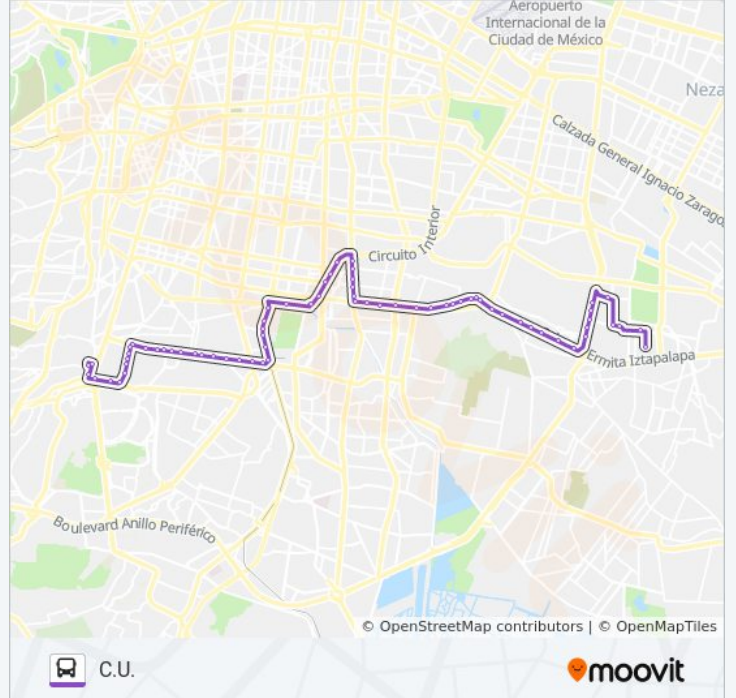 Aeropuerto
Internacional de la
Ciudad de México
Neza
Calzada General Ignacio Zarago
Circuito Interior
Ermita Iztapalapa
Boulevard Anillo Periférico
© OpenStreetMap contributors | © OpenMapTiles
C.U.
moovit